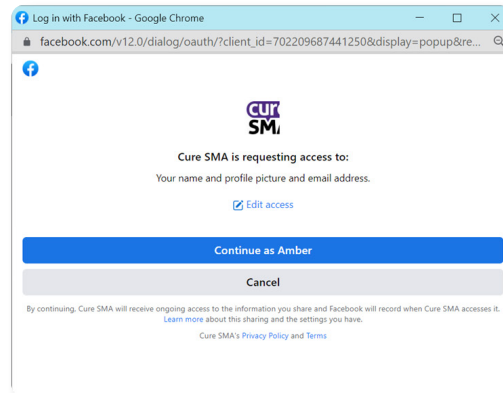 Log in with Facebook - Google Chrome
facebook.com/v12.0/dialog/oauth/?client_id=702209687441250&display=popup&re...
cure
SMA
Cure SMA is requesting access to:
Your name and profile picture and email address.
Edit access
Continue as Amber
Cancel
By continuing, Cure SMA will receive ongoing access to the information you share and Facebook will record when Cure SMA accesses it.
Learn more about this sharing and the settings you have.
Cure SMA's Privacy Policy and Terms